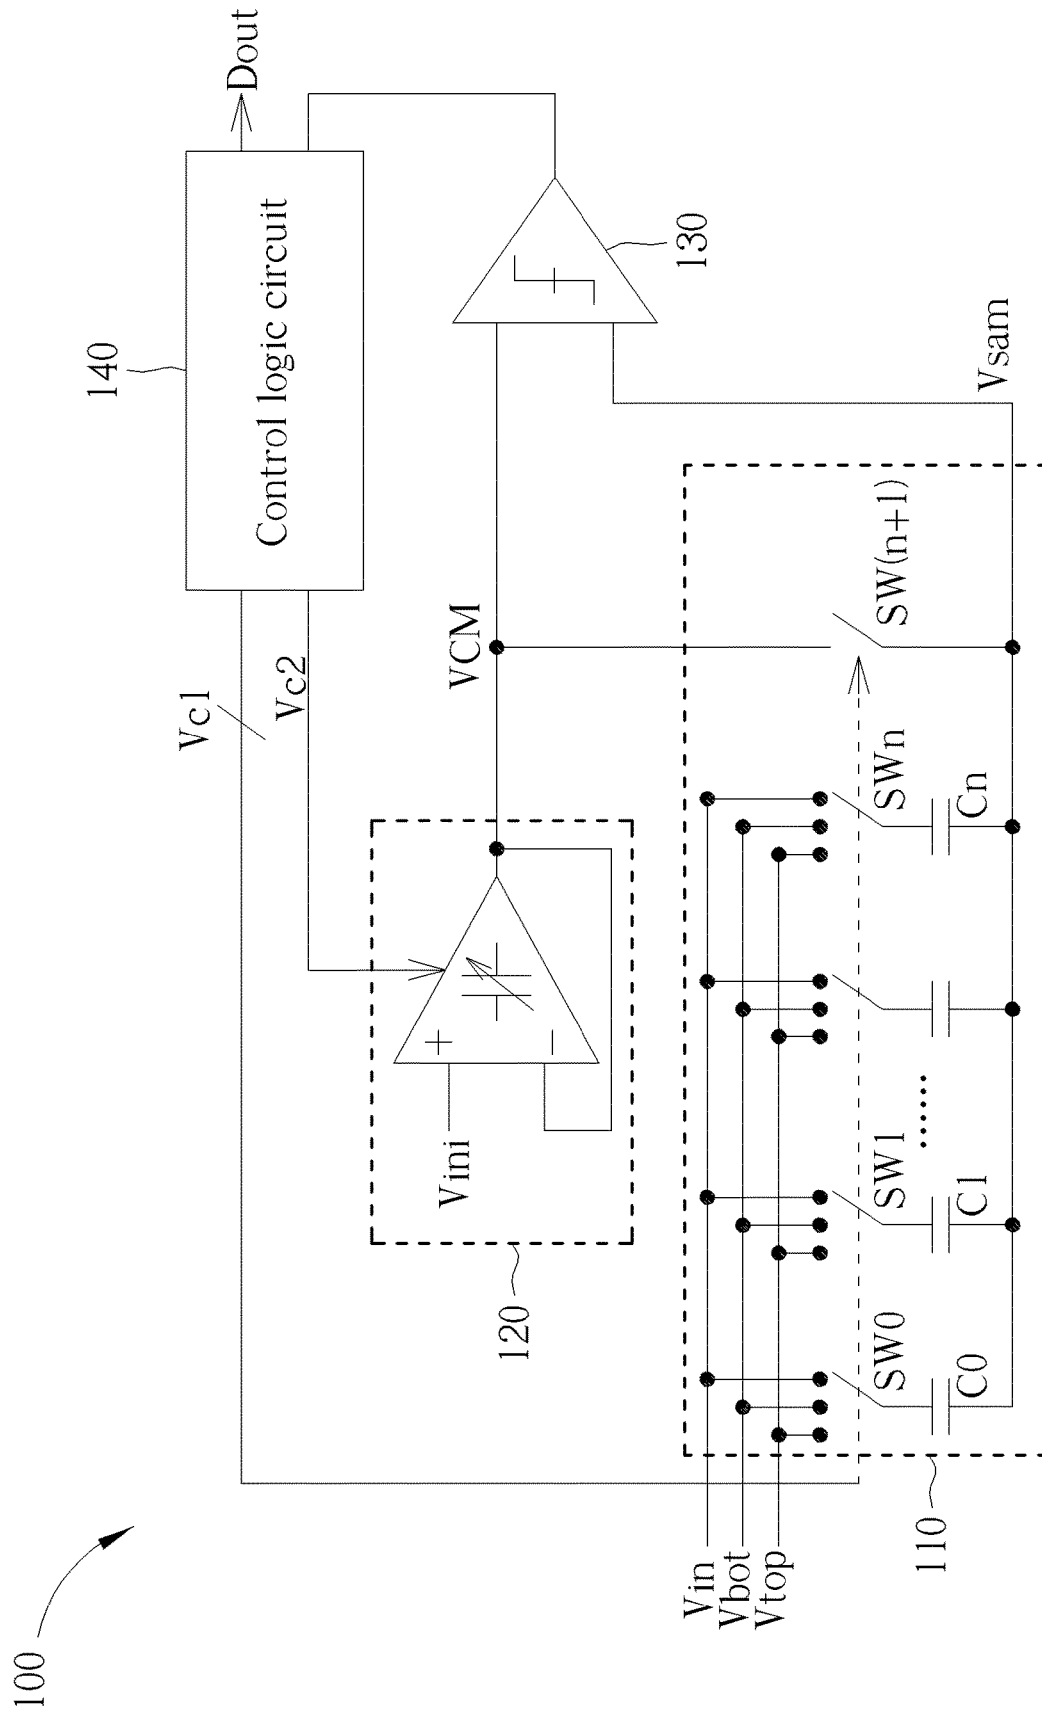 100
140
Control logic circuit
Dout
Vc1
Vc2
120
Vini
+
−
VCM
130
Vin
Vbot
Vtop
110
SW0
SW1
SWn
SW(n+1)
C0
C1
......
Cn
Vsam